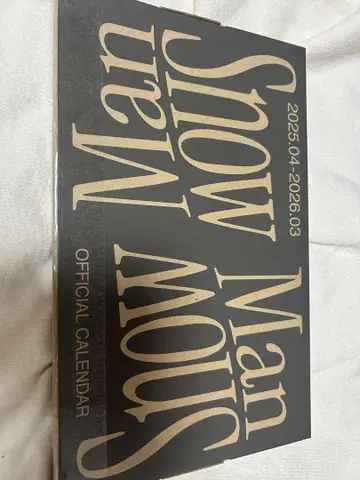 2025.04-2026.03
Snow
Man
Snow
Man
OFFICIAL CALENDAR